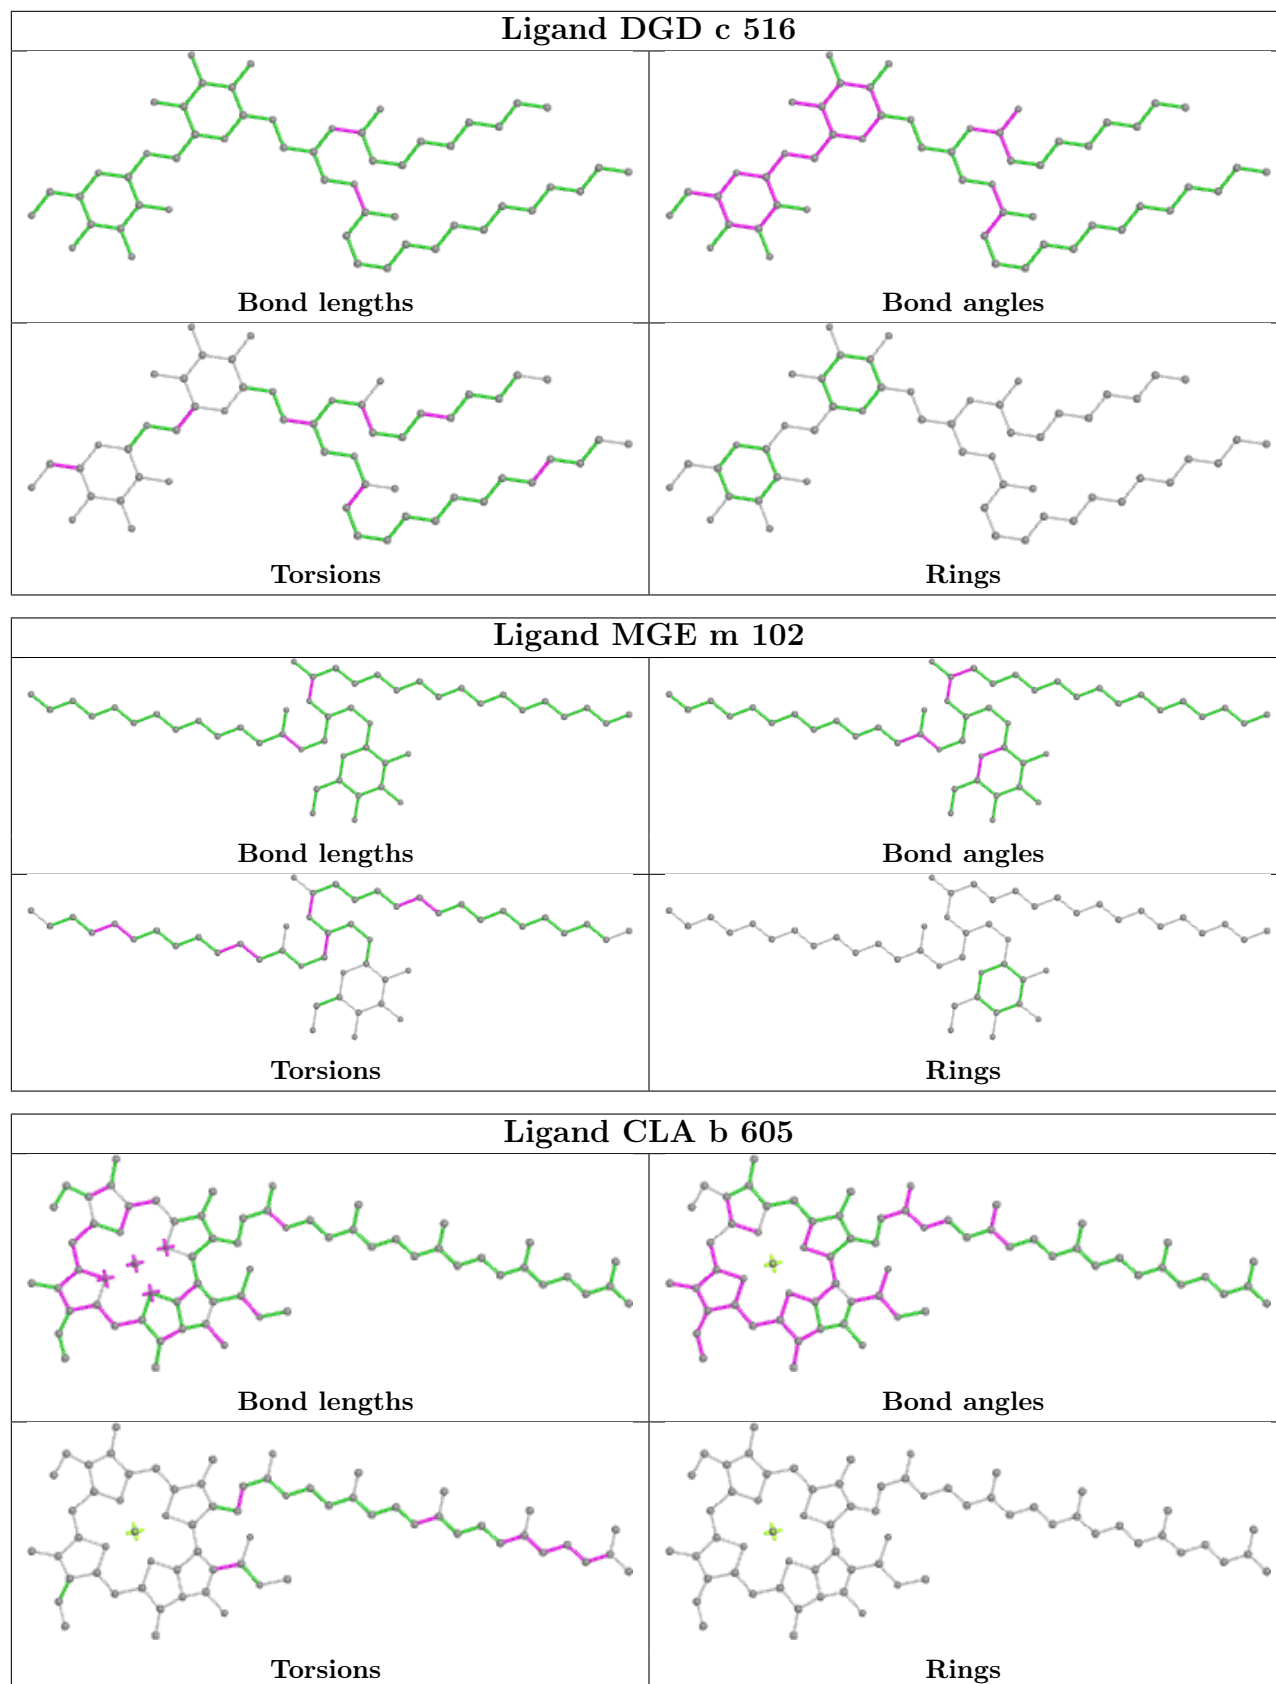 Ligand DGD c 516
Bond lengths
Bond angles
Torsions
Rings
Ligand MGE m 102
Bond lengths
Bond angles
Torsions
Rings
Ligand CLA b 605
Bond lengths
Bond angles
Torsions
Rings